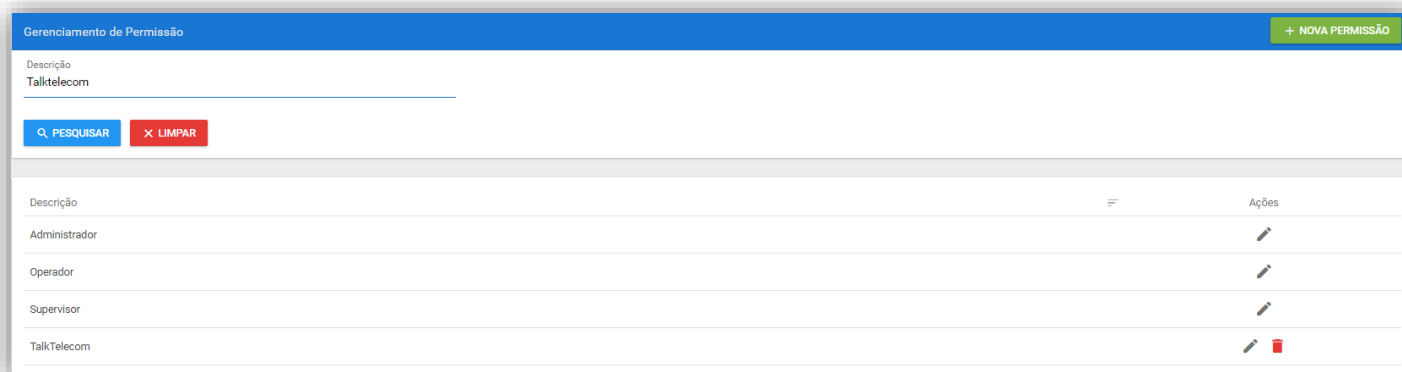 Gerenciamento de Permissão
+ NOVA PERMISSÃO
Descrição
Talktelecom
PESQUISAR
LIMPAR
Descrição
Ações
Administrador
Operador
Supervisor
TalkTelecom